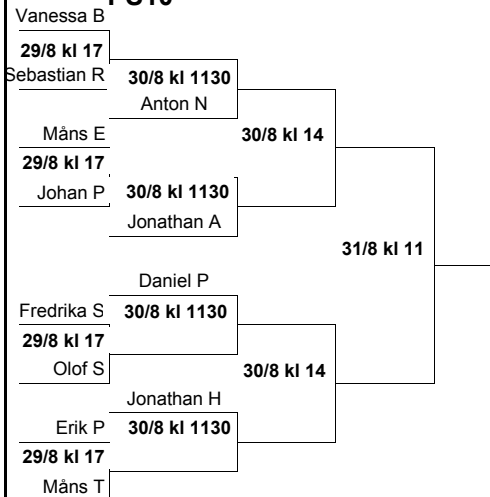 Vanessa B
29/8 kl 17
Sebastian R
30/8 kl 1130
Anton N
Måns E
30/8 kl 14
29/8 kl 17
Johan P
30/8 kl 1130
Jonathan A
31/8 kl 11
Daniel P
Fredrika S
30/8 kl 1130
29/8 kl 17
Olof S
30/8 kl 14
Jonathan H
Erik P
30/8 kl 1130
29/8 kl 17
Måns T